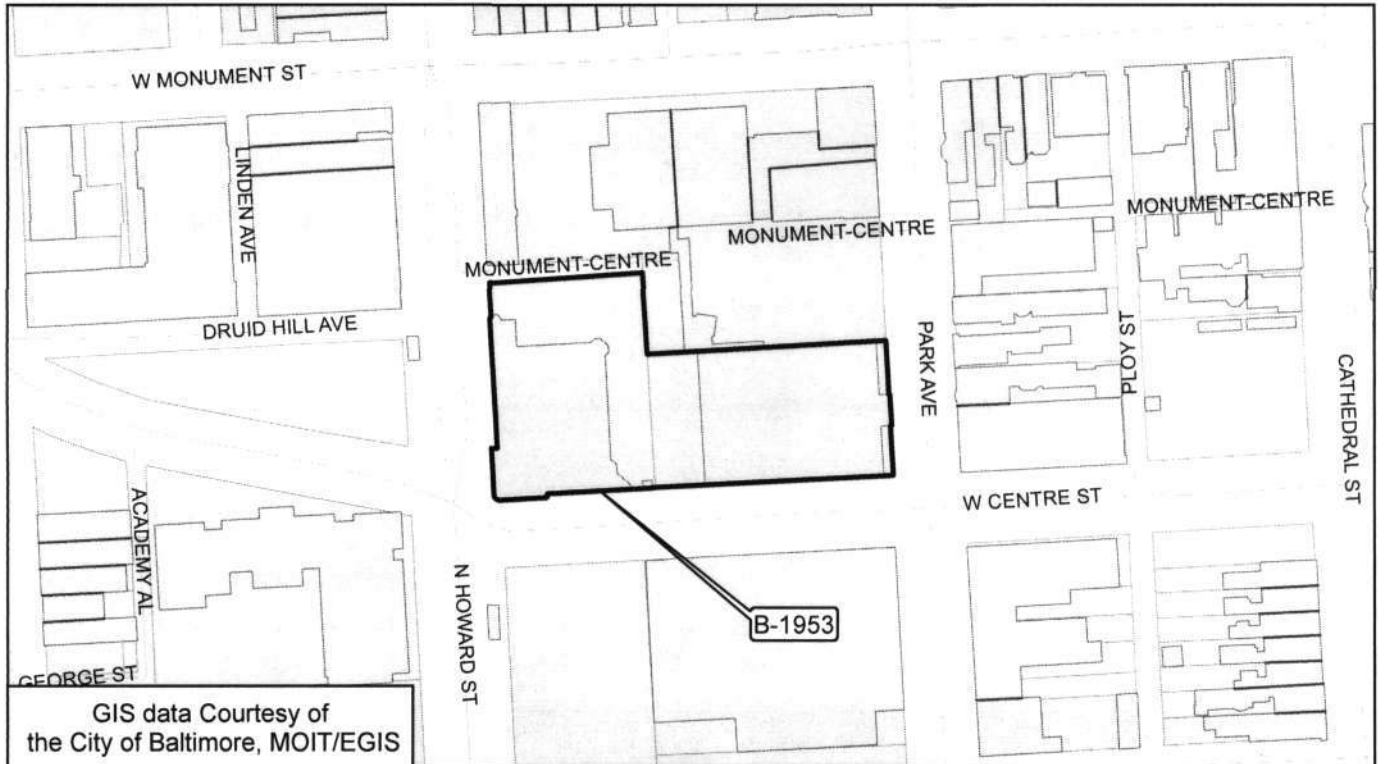 W MONUMENT ST
LINDEN AVE
MONUMENT-CENTRE
MONUMENT-CENTRE
MONUMENT-CENTRE
DRUID HILL AVE
PARK AVE
PLOY ST
CATHEDRAL ST
ACADEMY AL
W CENTRE ST
N HOWARD ST
B-1953
GEORGE ST
GIS data Courtesy of
the City of Baltimore, MOIT/EGIS